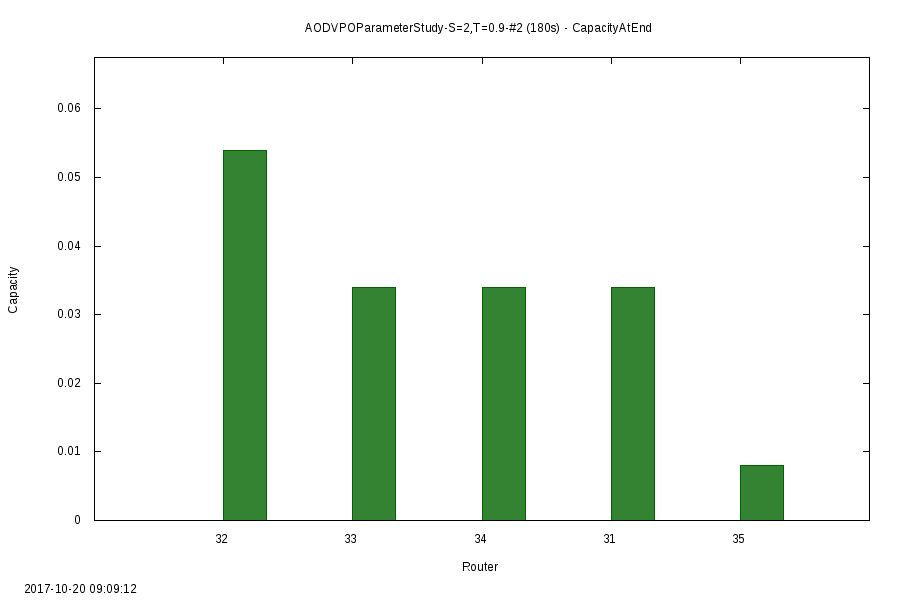 AODVPOParameterStudy-S=2,T=0.9-#2 (180s) - CapacityAtEnd
0.06
0.05
0.04
0.03
0.02
0.01
0
Capacity
32 33 34 31 35
Router
2017-10-20 09:09:12